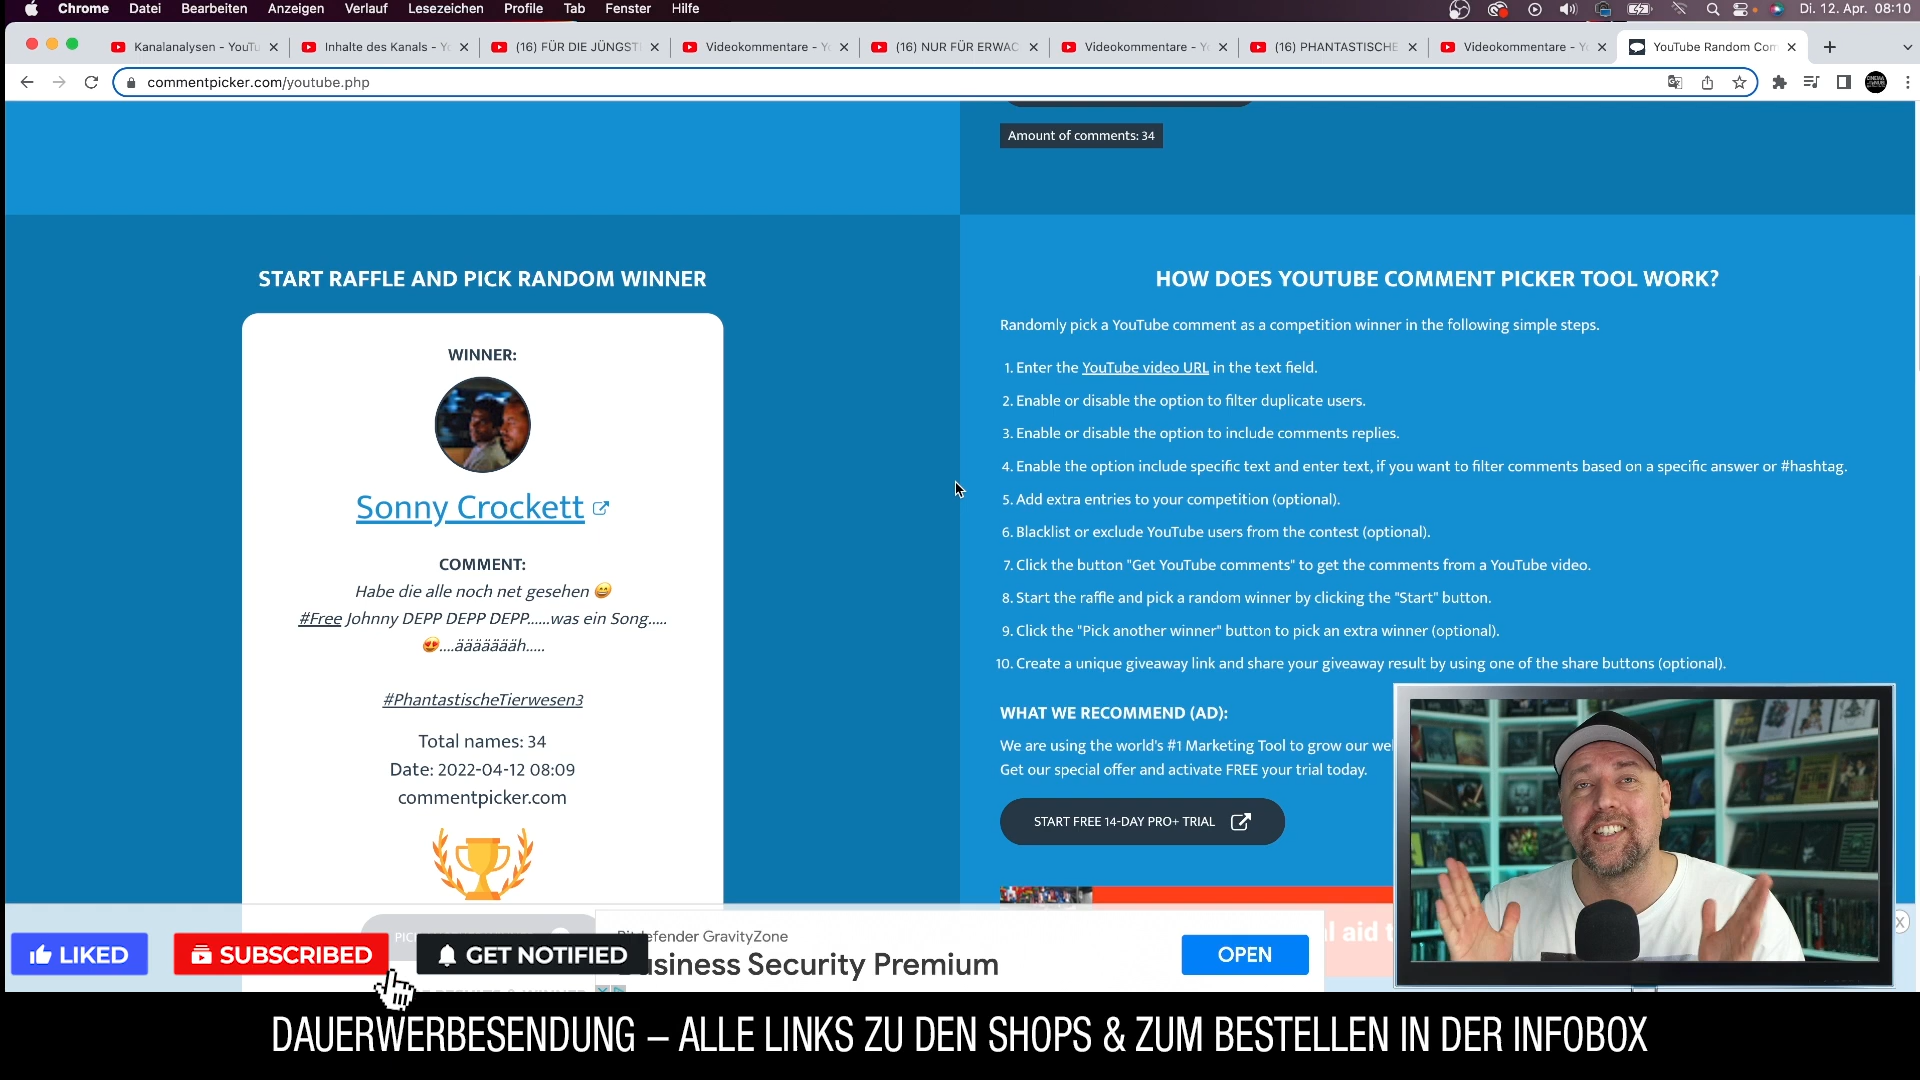 Chrome Datei Bearbeiten Anzeigen Verlauf Lesezeichen Profile Tab Fenster Hilfe Di. 12. Apr. 08:10
Kanalanalysen - YouTu Inhalte des Kanals - Yo (16) FÜR DIE JÜNGST Videokommentare - Yo (16) NUR FÜR ERWAC Videokommentare - Yo (16) PHANTASTISCHE Videokommentare - Yo YouTube Random Com
commentpicker.com/youtube.php
Amount of comments: 34
START RAFFLE AND PICK RANDOM WINNER
WINNER:
Sonny Crockett
COMMENT:
Habe die alle noch net gesehen 😄
#Free Johnny DEPP DEPP DEPP......was ein Song.....
😍....ääääääh.....
#PhantastischeTierwesen3
Total names: 34
Date: 2022-04-12 08:09
commentpicker.com
HOW DOES YOUTUBE COMMENT PICKER TOOL WORK?
Randomly pick a YouTube comment as a competition winner in the following simple steps.
1. Enter the YouTube video URL in the text field.
2. Enable or disable the option to filter duplicate users.
3. Enable or disable the option to include comments replies.
4. Enable the option include specific text and enter text, if you want to filter comments based on a specific answer or #hashtag.
5. Add extra entries to your competition (optional).
6. Blacklist or exclude YouTube users from the contest (optional).
7. Click the button "Get YouTube comments" to get the comments from a YouTube video.
8. Start the raffle and pick a random winner by clicking the "Start" button.
9. Click the "Pick another winner" button to pick an extra winner (optional).
10. Create a unique giveaway link and share your giveaway result by using one of the share buttons (optional).
WHAT WE RECOMMEND (AD):
We are using the world's #1 Marketing Tool to grow our we
Get our special offer and activate FREE your trial today.
START FREE 14-DAY PRO+ TRIAL
l aid t
LIKED SUBSCRIBED GET NOTIFIED
Bitdefender GravityZone
Business Security Premium
OPEN
DAUERWERBESENDUNG – ALLE LINKS ZU DEN SHOPS & ZUM BESTELLEN IN DER INFOBOX